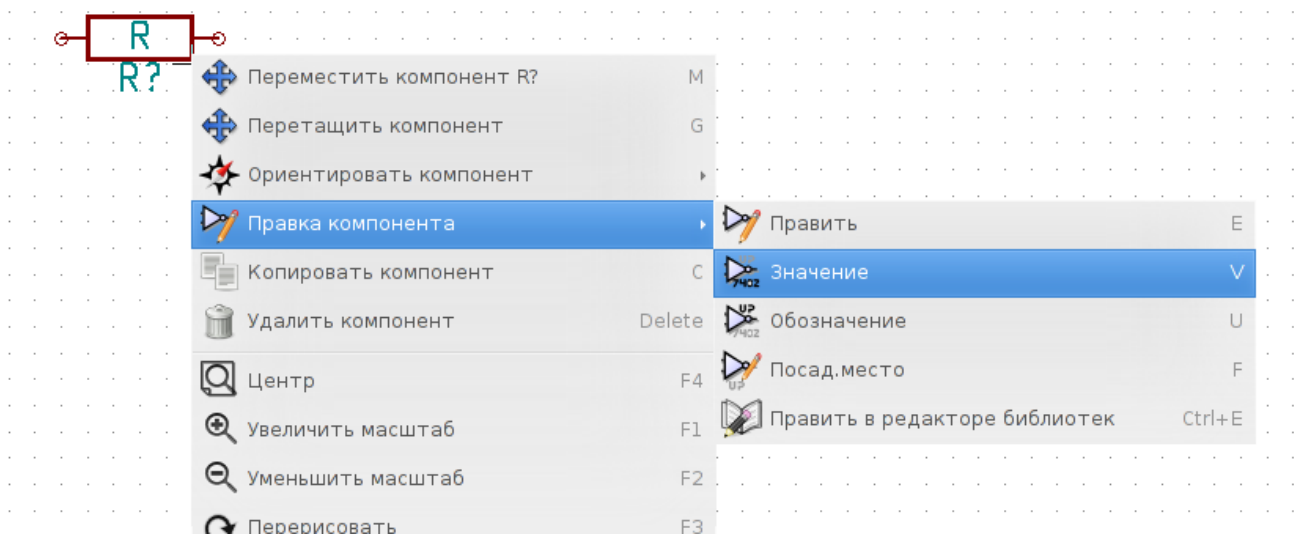 R
R?
Переместить компонент R? M
Перетащить компонент G
Ориентировать компонент
Правка компонента
Копировать компонент C
Удалить компонент Delete
Центр F4
Увеличить масштаб F1
Уменьшить масштаб F2
Перерисовать F3
Править E
Значение V
Обозначение U
Посад.место F
Править в редакторе библиотек Ctrl+E